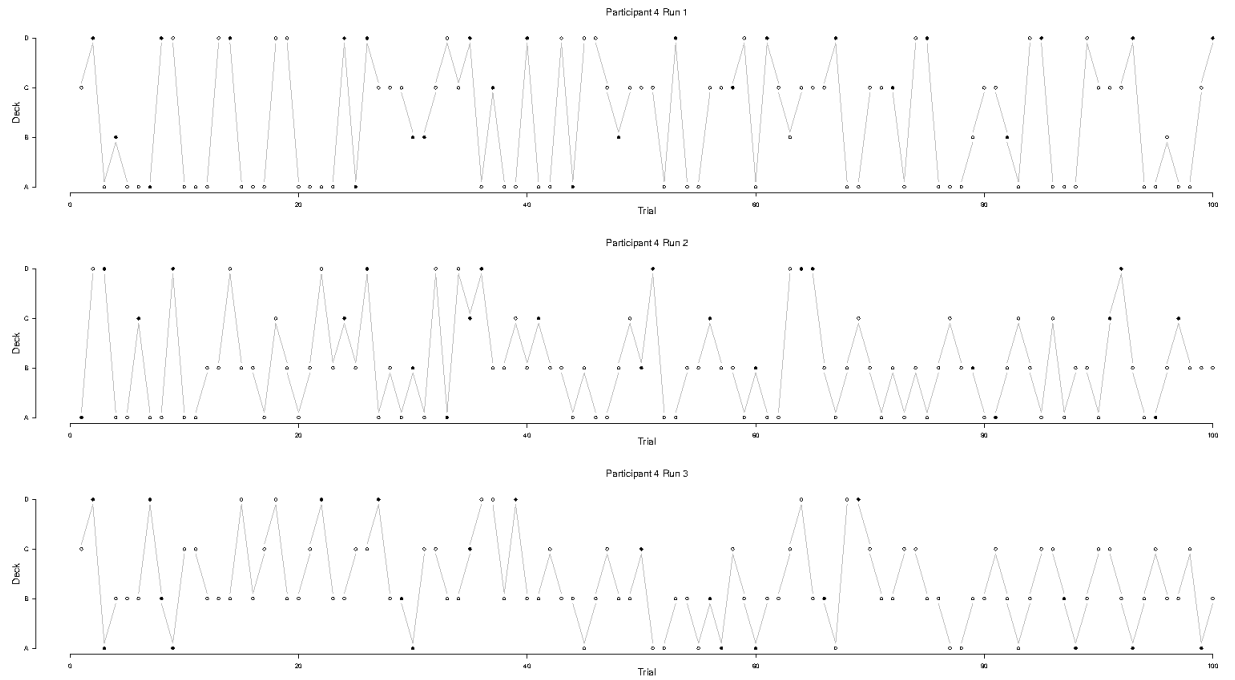 Participant 4 Run 1
D
C
B
A
Deck
0 20 40 60 80 100
Trial
Participant 4 Run 2
D
C
B
A
Deck
0 20 40 60 80 100
Trial
Participant 4 Run 3
D
C
B
A
Deck
0 20 40 60 80 100
Trial